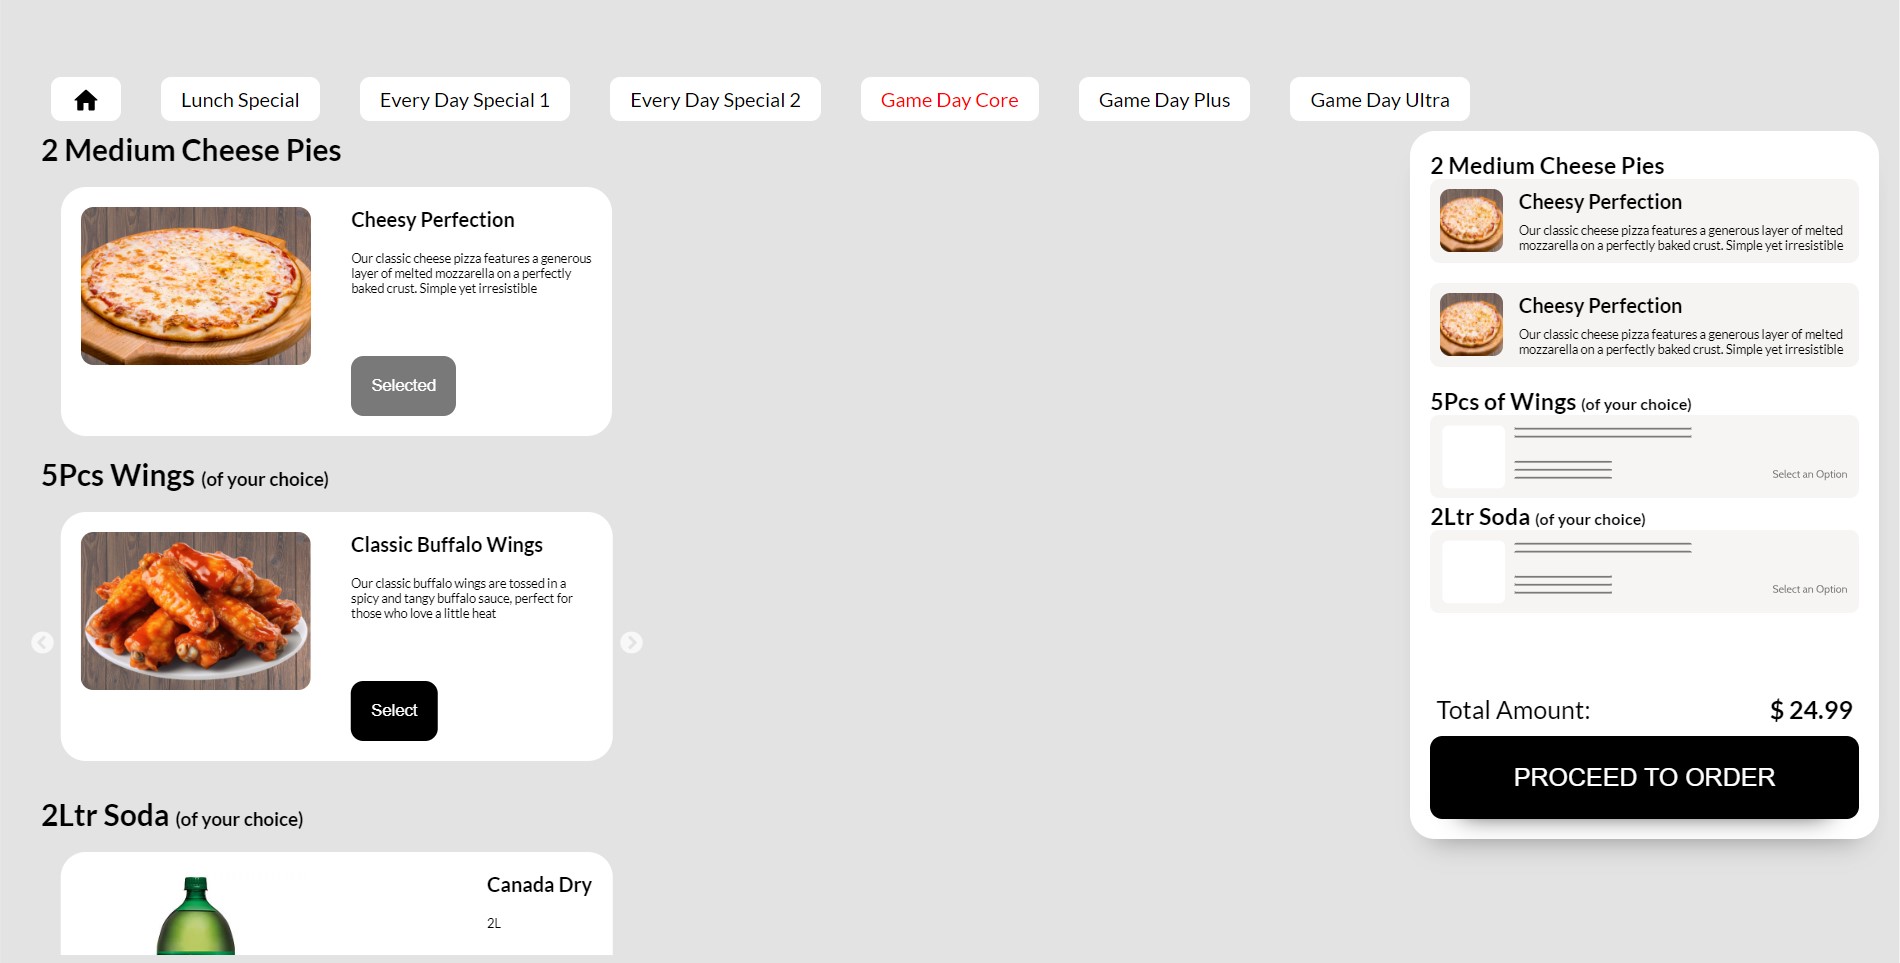 Lunch Special
Every Day Special 1
Every Day Special 2
Game Day Core
Game Day Plus
Game Day Ultra
2 Medium Cheese Pies
Cheesy Perfection
Our classic cheese pizza features a generous
layer of melted mozzarella on a perfectly
baked crust. Simple yet irresistible
Selected
5Pcs Wings (of your choice)
Classic Buffalo Wings
Our classic buffalo wings are tossed in a
spicy and tangy buffalo sauce, perfect for
those who love a little heat
Select
2Ltr Soda (of your choice)
Canada Dry
2L
2 Medium Cheese Pies
Cheesy Perfection
Our classic cheese pizza features a generous layer of melted
mozzarella on a perfectly baked crust. Simple yet irresistible
Cheesy Perfection
Our classic cheese pizza features a generous layer of melted
mozzarella on a perfectly baked crust. Simple yet irresistible
5Pcs of Wings (of your choice)
Select an Option
2Ltr Soda (of your choice)
Select an Option
Total Amount: $ 24.99
PROCEED TO ORDER